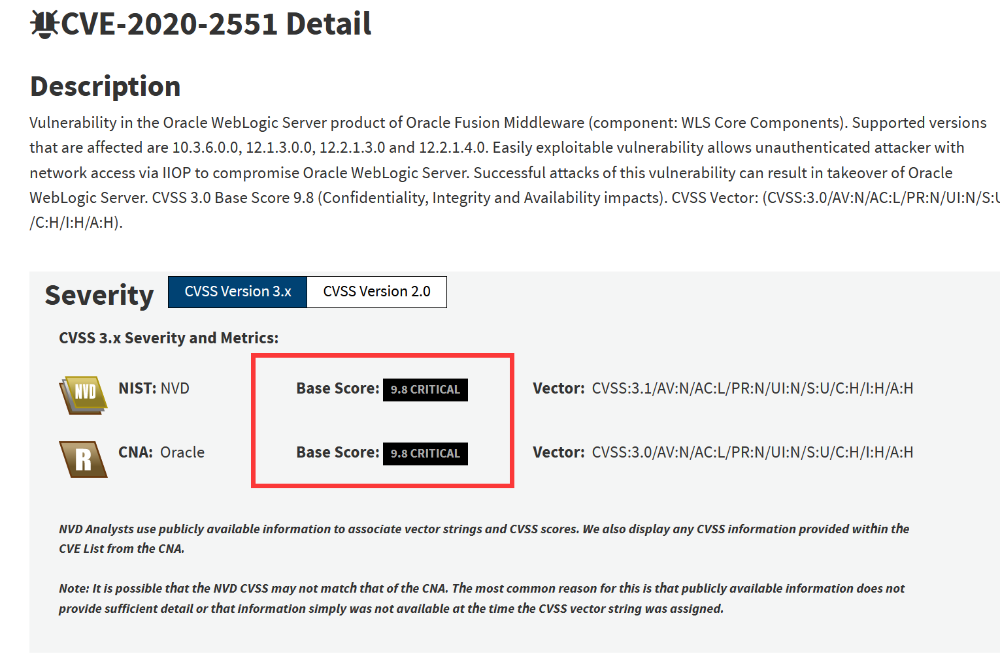 CVE-2020-2551 Detail
Description
Vulnerability in the Oracle WebLogic Server product of Oracle Fusion Middleware (component: WLS Core Components). Supported versions
that are affected are 10.3.6.0.0, 12.1.3.0.0, 12.2.1.3.0 and 12.2.1.4.0. Easily exploitable vulnerability allows unauthenticated attacker with
network access via IIOP to compromise Oracle WebLogic Server. Successful attacks of this vulnerability can result in takeover of Oracle
WebLogic Server. CVSS 3.0 Base Score 9.8 (Confidentiality, Integrity and Availability impacts). CVSS Vector: (CVSS:3.0/AV:N/AC:L/PR:N/UI:N/S:U
/C:H/I:H/A:H).
Severity CVSS Version 3.x CVSS Version 2.0
CVSS 3.x Severity and Metrics:
NVD NIST: NVD Base Score: 9.8 CRITICAL Vector: CVSS:3.1/AV:N/AC:L/PR:N/UI:N/S:U/C:H/I:H/A:H
R CNA: Oracle Base Score: 9.8 CRITICAL Vector: CVSS:3.0/AV:N/AC:L/PR:N/UI:N/S:U/C:H/I:H/A:H
NVD Analysts use publicly available information to associate vector strings and CVSS scores. We also display any CVSS information provided within the
CVE List from the CNA.
Note: It is possible that the NVD CVSS may not match that of the CNA. The most common reason for this is that publicly available information does not
provide sufficient detail or that information simply was not available at the time the CVSS vector string was assigned.